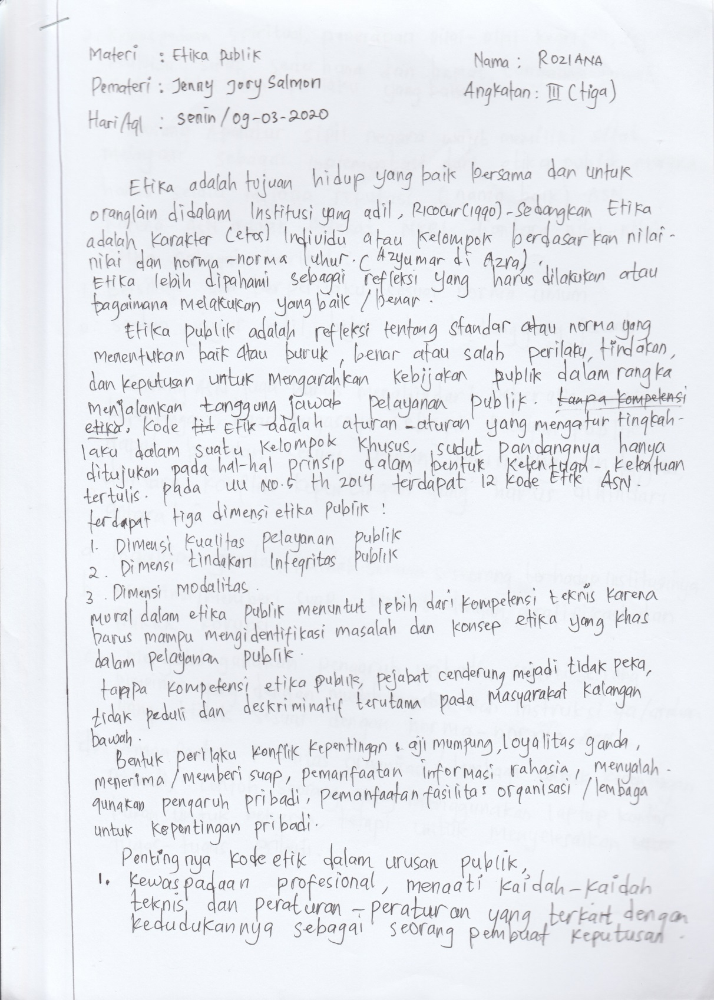 Materi : Etika publik
Nama : ROZIANA
Pemateri : Jenny Jory Salmon
Angkatan : III (tiga)
Hari/tgl : senin / 09-03-2020
Etika adalah tujuan hidup yang baik bersama dan untuk
oranglain didalam Institusi yang adil, Ricocur (1990) - Sedangkan Etika
adalah Karakter (etos) Individu atau Kelompok berdasarkan nilai-
nilai dan norma-norma luhur. (Azyumar di Azra).
Etika lebih dipahami sebagai refleksi yang harus dilakukan atau
bagaimana melakukan yang baik / benar.
Etika publik adalah refleksi tentang standar atau norma yang
menentukan baik atau buruk, benar atau salah perilaku, tindakan,
dan keputusan untuk mengarahkan Kebijakan publik dalam rangka
menjalankan tanggung jawab pelayanan publik. tanpa kompetensi
etika. Kode tit Etik adalah aturan-aturan yang mengatur tingkah-
laku dalam suatu Kelompok Khusus, sudut pandangnya hanya
ditujukan pada hal-hal prinsip dalam bentuk Ketentuan-Ketentuan
tertulis. pada UU NO.5 th 2014 terdapat 12 Kode Etik ASN.
terdapat tiga dimensi etika Publik :
1. Dimensi Kualitas pelayanan publik
2. Dimensi tindakan Integritas publik
3. Dimensi modalitas.
moral dalam etika publik menuntut lebih dari kompetensi teknis karena
harus mampu mengidentifikasi masalah dan konsep etika yang khas
dalam pelayanan publik.
tanpa Kompetensi etika publik, pejabat cenderung mejadi tidak peka,
tidak peduli dan deskriminatif terutama pada Masyarakat Kalangan
bawah.
Bentuk perilaku Konflik Kepentingan : aji mumpung, loyalitas ganda,
menerima / memberi suap, pemanfaatan informasi rahasia, menyalah-
gunakan pengaruh pribadi, pemanfaatan fasilitas organisasi / lembaga
untuk kepentingan pribadi.
Pentingnya Kode etik dalam urusan publik,
1. Kewaspadaan profesional, menaati Kaidah-Kaidah
teknis dan peraturan-peraturan yang terkait dengan
kedudukannya sebagai seorang pembuat Keputusan.